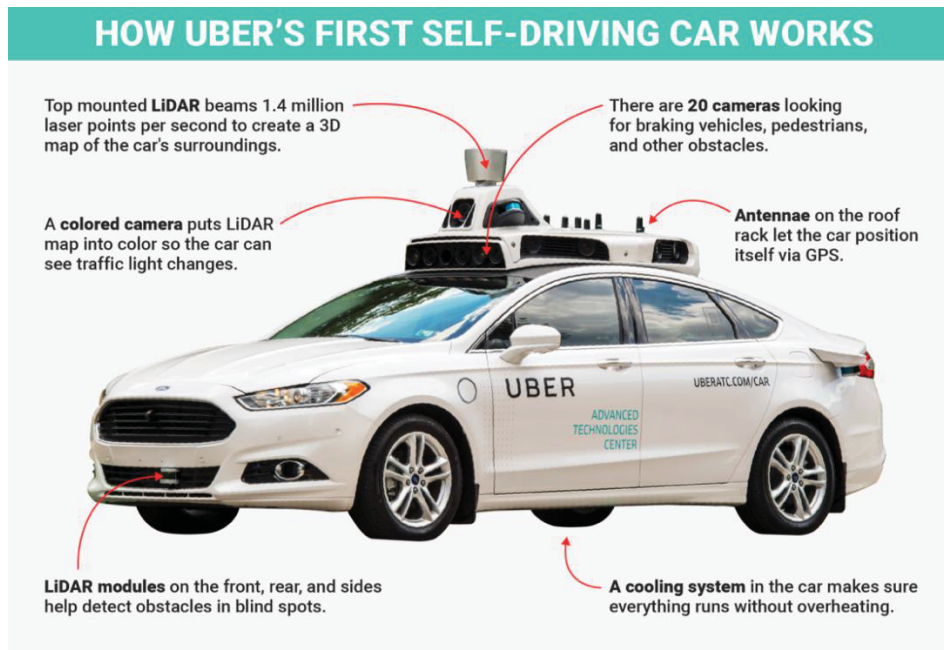 HOW UBER'S FIRST SELF-DRIVING CAR WORKS
Top mounted LiDAR beams 1.4 million
laser points per second to create a 3D
map of the car's surroundings.
There are 20 cameras looking
for braking vehicles, pedestrians,
and other obstacles.
A colored camera puts LiDAR
map into color so the car can
see traffic light changes.
Antennae on the roof
rack let the car position
itself via GPS.
UBER
UBERATC.COM/CAR
ADVANCED
TECHNOLOGIES
CENTER
LiDAR modules on the front, rear, and sides
help detect obstacles in blind spots.
A cooling system in the car makes sure
everything runs without overheating.